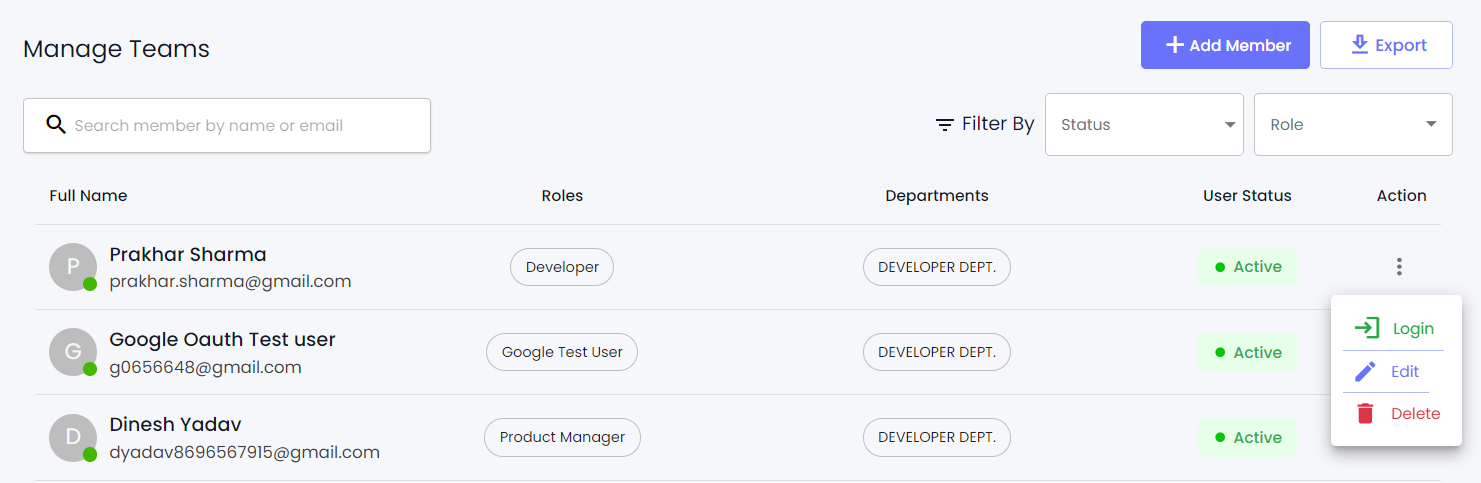 Manage Teams
Add Member
Export
Search member by name or email
Filter By
Status
Role
Full Name Roles Departments User Status Action
P
Prakhar Sharma
prakhar.sharma@gmail.com
Developer
DEVELOPER DEPT.
Active
G
Google Oauth Test user
g0656648@gmail.com
Google Test User
DEVELOPER DEPT.
Active
D
Dinesh Yadav
dyadav8696567915@gmail.com
Product Manager
DEVELOPER DEPT.
Active
Login
Edit
Delete